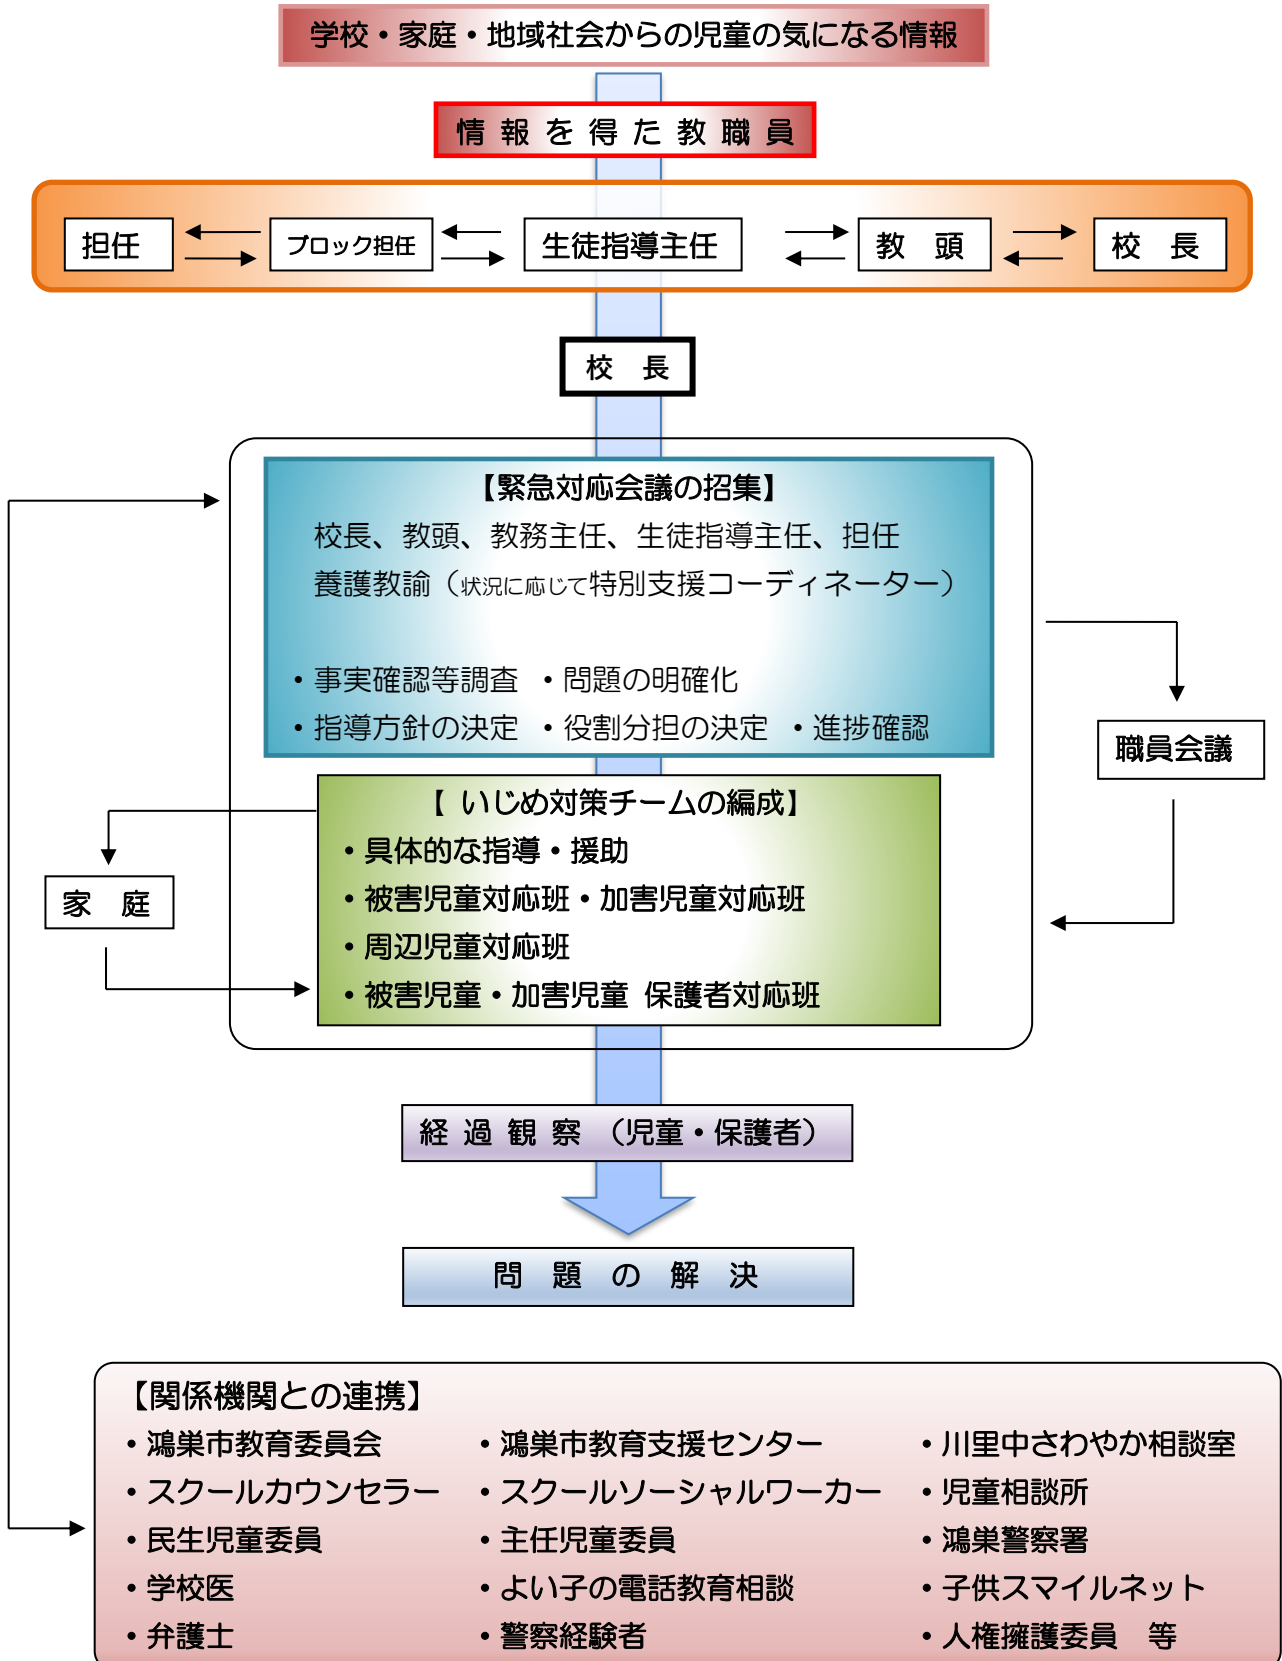 学校・家庭・地域社会からの児童の気になる情報
情報を得た教職員
担任 ブロック担任 生徒指導主任 教　頭 校　長
校　長
【緊急対応会議の招集】
校長、教頭、教務主任、生徒指導主任、担任
養護教諭（状況に応じて特別支援コーディネーター）
・事実確認等調査　・問題の明確化
・指導方針の決定　・役割分担の決定　・進捗確認
職員会議
【 いじめ対策チームの編成】
・具体的な指導・援助
・被害児童対応班・加害児童対応班
・周辺児童対応班
・被害児童・加害児童 保護者対応班
家　庭
経過観察（児童・保護者）
問題の解決
【関係機関との連携】
・鴻巣市教育委員会　・鴻巣市教育支援センター　・川里中さわやか相談室
・スクールカウンセラー　・スクールソーシャルワーカー　・児童相談所
・民生児童委員　・主任児童委員　・鴻巣警察署
・学校医　・よい子の電話教育相談　・子供スマイルネット
・弁護士　・警察経験者　・人権擁護委員　等